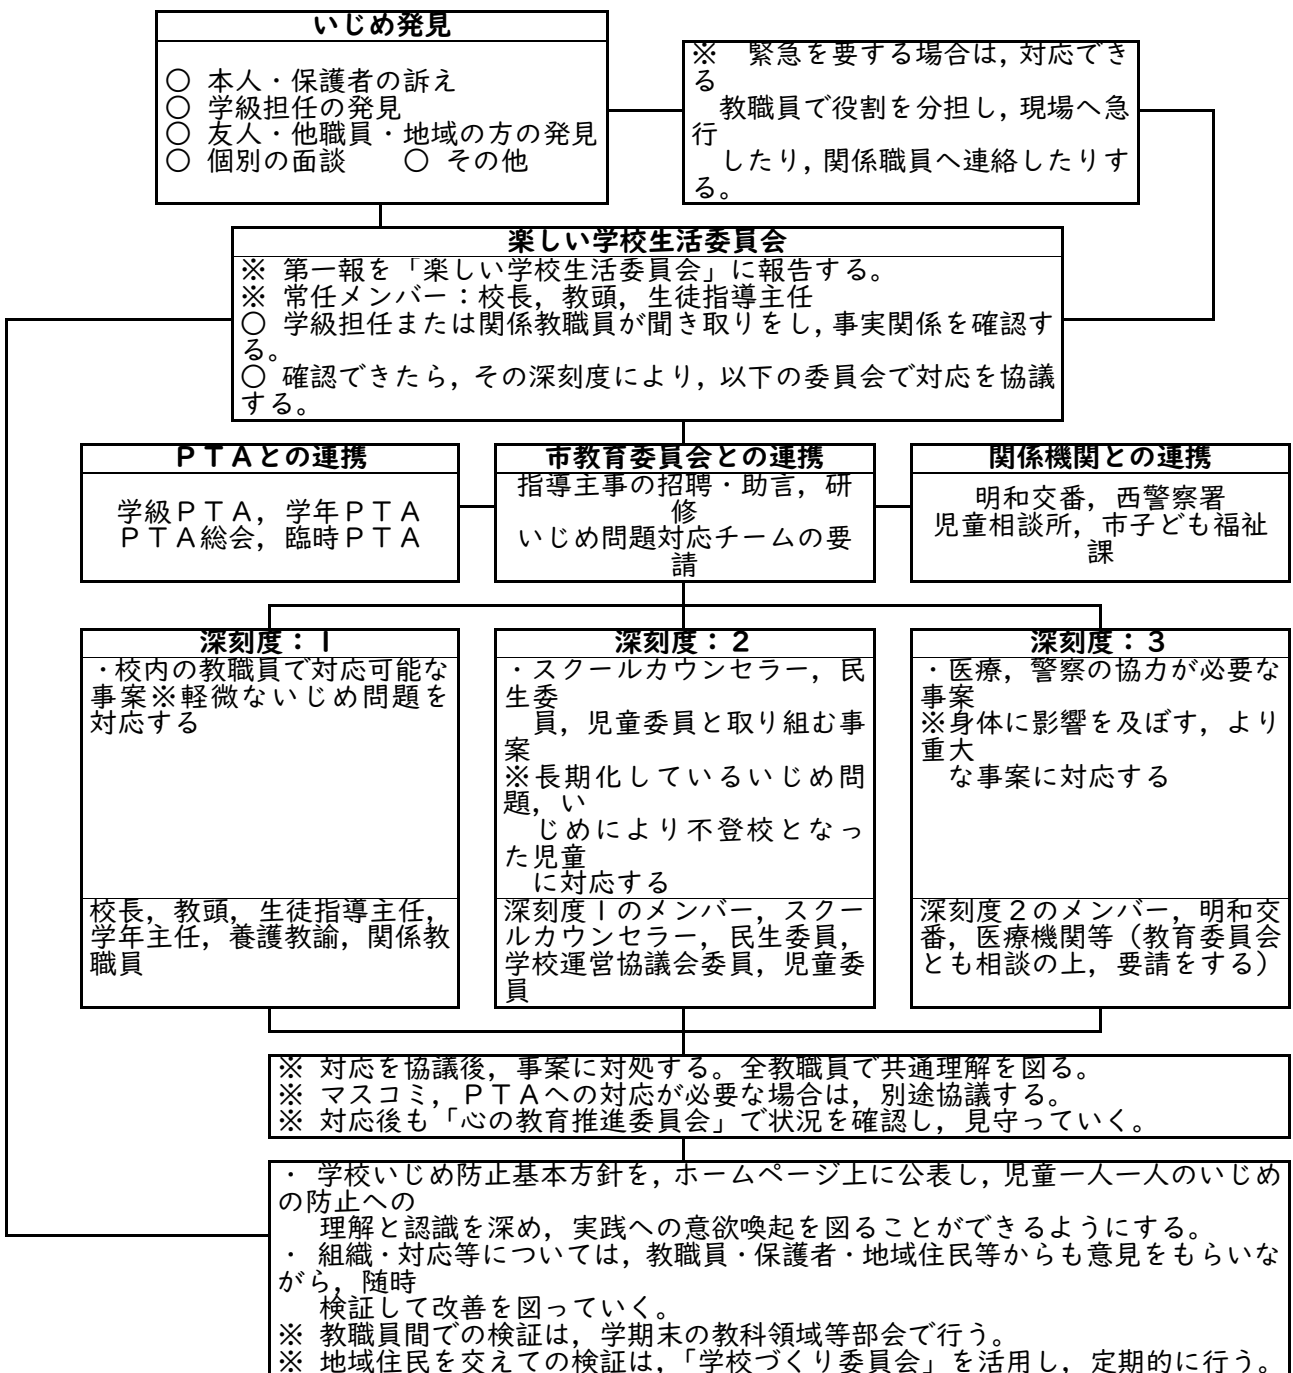 いじめ発見
○ 本人・保護者の訴え
○ 学級担任の発見
○ 友人・他職員・地域の方の発見
○ 個別の面談 ○ その他
※ 緊急を要する場合は,対応でき
る
教職員で役割を分担し,現場へ急
行
したり,関係職員へ連絡したりす
る。
楽しい学校生活委員会
※ 第一報を「楽しい学校生活委員会」に報告する。
※ 常任メンバー:校長,教頭,生徒指導主任
○ 学級担任または関係教職員が聞き取りをし,事実関係を確認す
る。
○ 確認できたら,その深刻度により,以下の委員会で対応を協議
する。
PTAとの連携
学級PTA,学年PTA
PTA総会,臨時PTA
市教育委員会との連携
指導主事の招聘・助言,研
修
いじめ問題対応チームの要
請
関係機関との連携
明和交番,西警察署
児童相談所,市子ども福祉
課
深刻度:1
・校内の教職員で対応可能な
事案※軽微ないじめ問題を
対応する
校長,教頭,生徒指導主任,
学年主任,養護教諭,関係教
職員
深刻度:2
・スクールカウンセラー,民
生委
員,児童委員と取り組む事
案
※長期化しているいじめ問
題,い
じめにより不登校となっ
た児童
に対応する
深刻度1のメンバー,スクー
ルカウンセラー,民生委員,
学校運営協議会委員,児童委
員
深刻度:3
・医療,警察の協力が必要な
事案
※身体に影響を及ぼす,より
重大
な事案に対応する
深刻度2のメンバー,明和交
番,医療機関等(教育委員会
とも相談の上,要請をする)
※ 対応を協議後,事案に対処する。全教職員で共通理解を図る。
※ マスコミ,PTAへの対応が必要な場合は,別途協議する。
※ 対応後も「心の教育推進委員会」で状況を確認し,見守っていく。
・ 学校いじめ防止基本方針を,ホームページ上に公表し,児童一人一人のいじめ
の防止への
理解と認識を深め,実践への意欲喚起を図ることができるようにする。
・ 組織・対応等については,教職員・保護者・地域住民等からも意見をもらいな
がら,随時
検証して改善を図っていく。
※ 教職員間での検証は,学期末の教科領域等部会で行う。
※ 地域住民を交えての検証は,「学校づくり委員会」を活用し,定期的に行う。